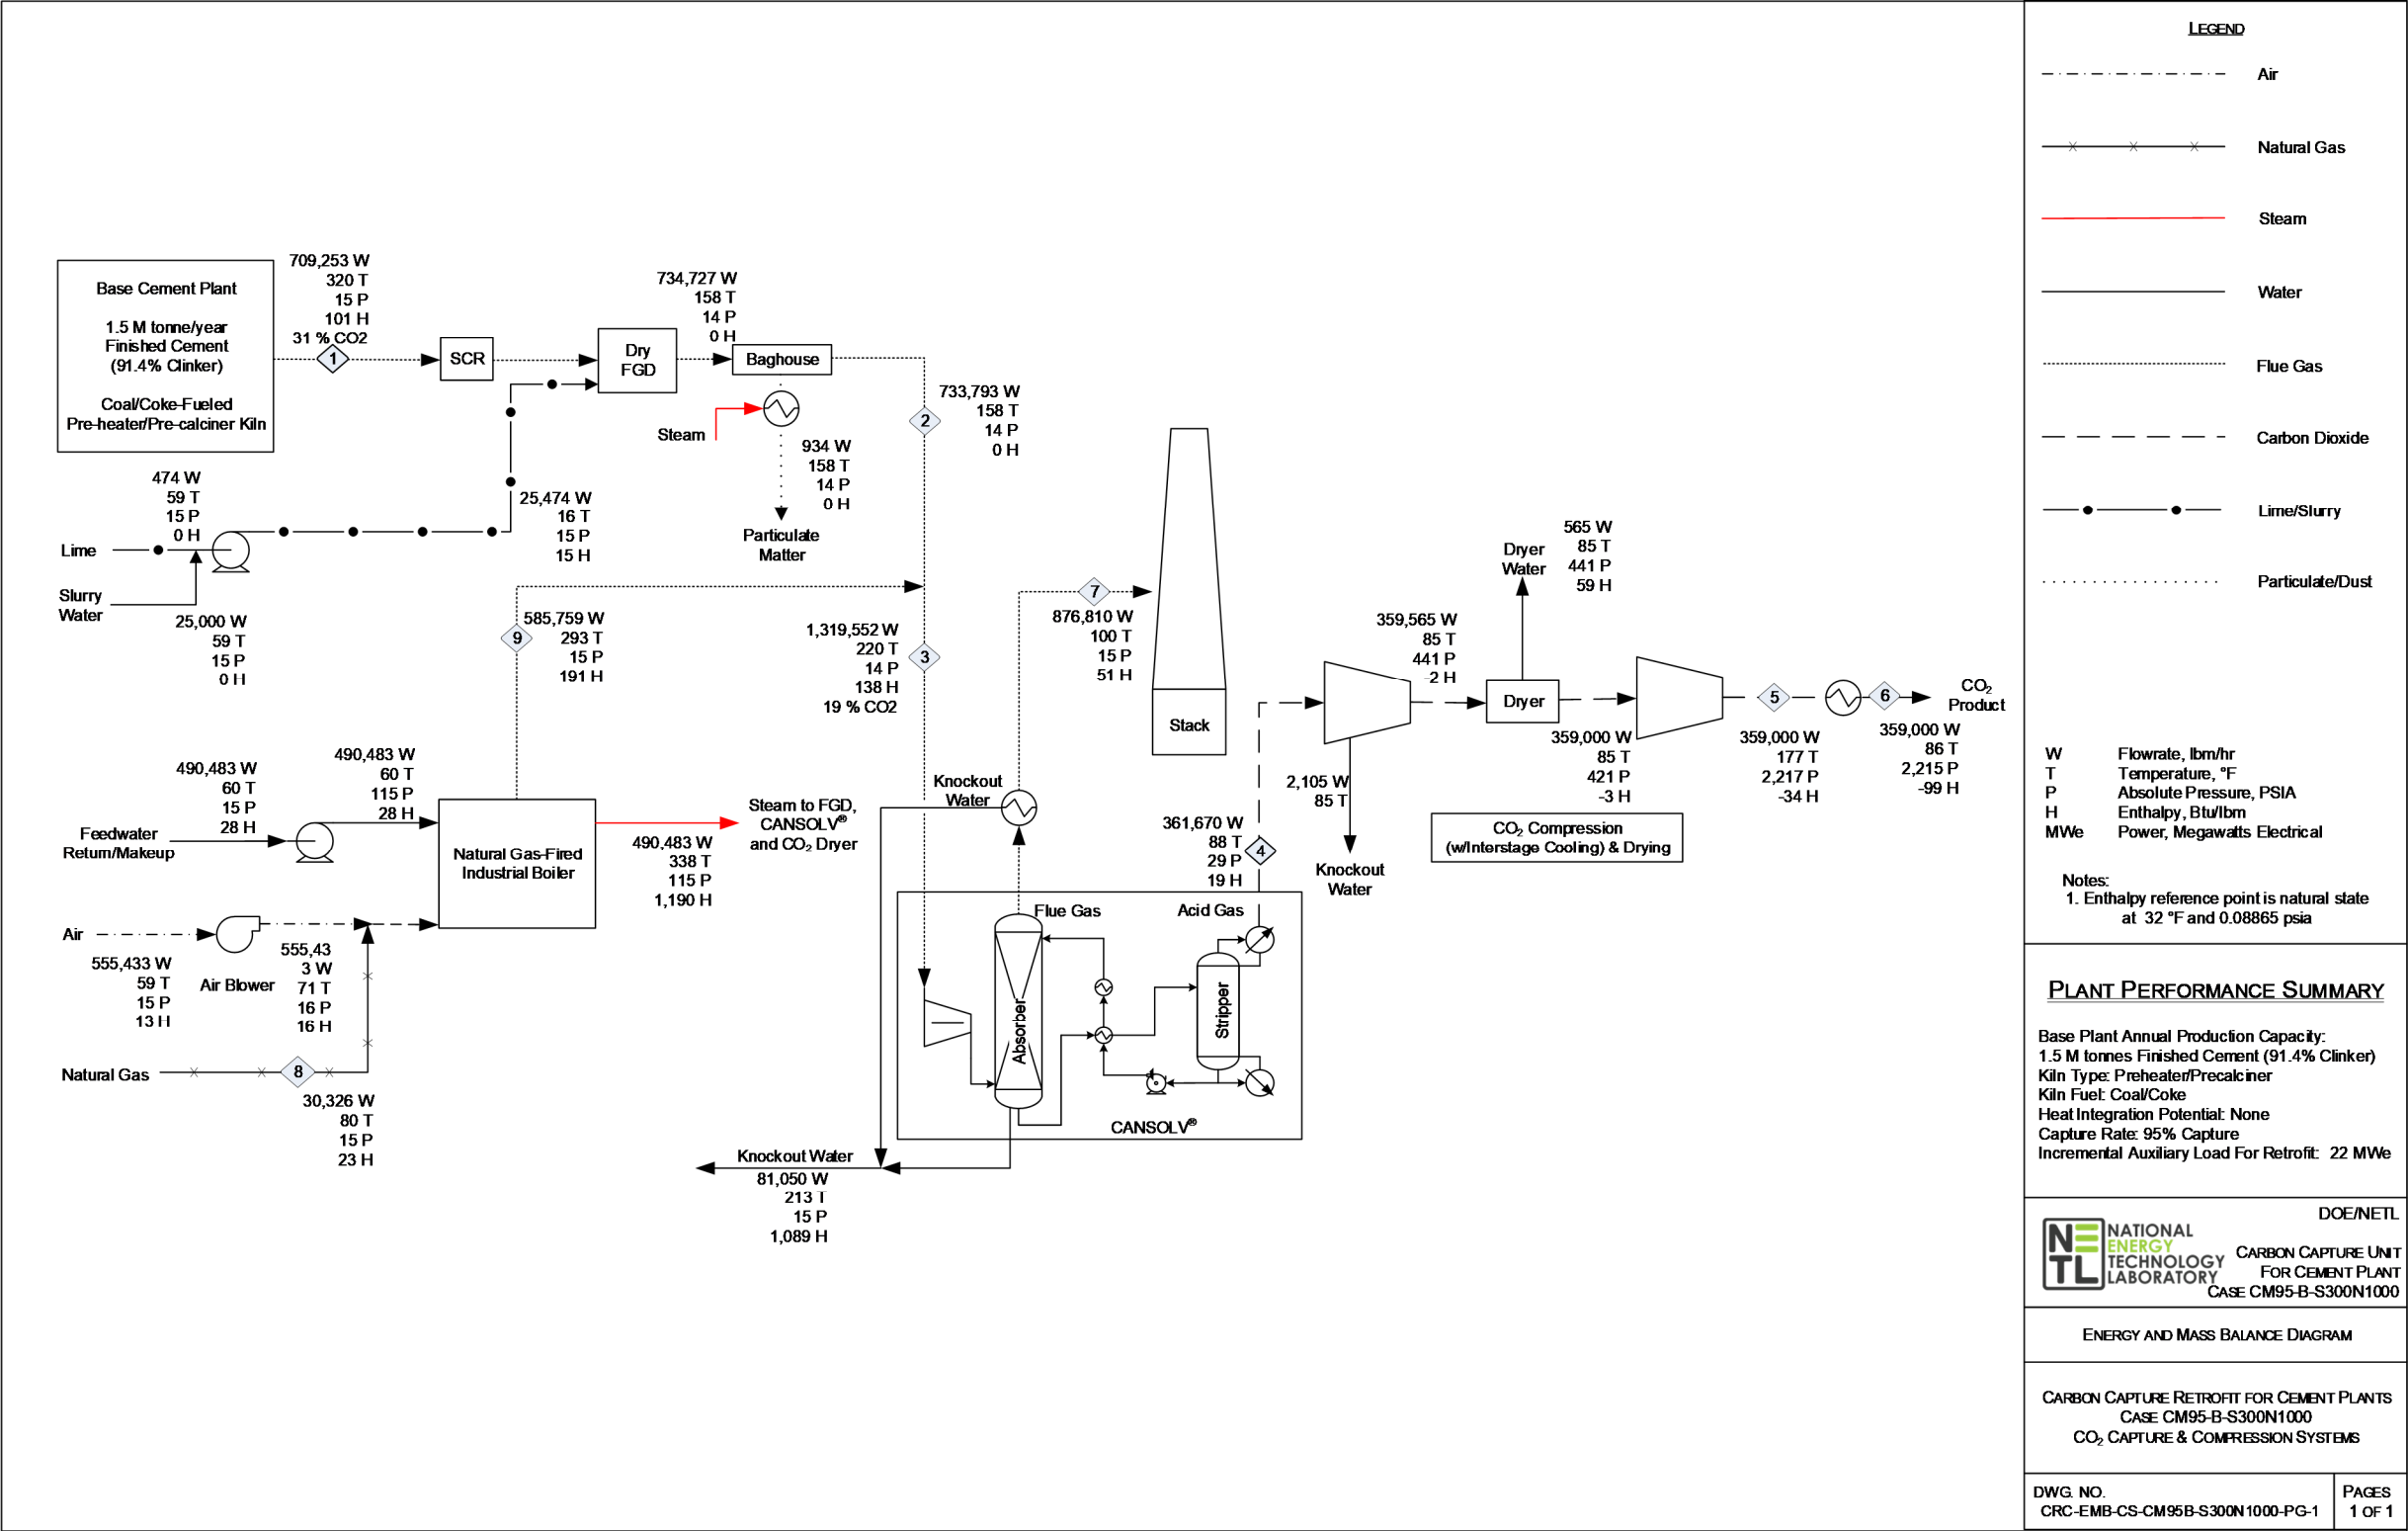 Base Cement Plant
1.5 M tonne/year
Finished Cement
(91.4% Clinker)
Coal/Coke-Fueled
Pre-heater/Pre-calciner Kiln
709,253 W
320 T
15 P
101 H
31 % CO2
1
SCR
Dry
FGD
734,727 W
158 T
14 P
0 H
Baghouse
Steam
934 W
158 T
14 P
0 H
Particulate
Matter
2
733,793 W
158 T
14 P
0 H
474 W
59 T
15 P
0 H
Lime
Slurry
Water
25,000 W
59 T
15 P
0 H
25,474 W
16 T
15 P
15 H
9
585,759 W
293 T
15 P
191 H
1,319,552 W
220 T
14 P
138 H
19 % CO2
3
7
876,810 W
100 T
15 P
51 H
Stack
490,483 W
60 T
15 P
28 H
Feedwater
Return/Makeup
490,483 W
60 T
115 P
28 H
Natural Gas-Fired
Industrial Boiler
Steam to FGD,
CANSOLV®
and CO₂ Dryer
490,483 W
338 T
115 P
1,190 H
Air
555,433 W
59 T
15 P
13 H
Air Blower
555,43
3 W
71 T
16 P
16 H
Natural Gas
8
30,326 W
80 T
15 P
23 H
Knockout
Water
Flue Gas
Acid Gas
Absorber
Stripper
CANSOLV®
Knockout Water
81,050 W
213 T
15 P
1,089 H
361,670 W
88 T
29 P
19 H
4
2,105 W
85 T
Knockout
Water
359,565 W
85 T
441 P
-2 H
Dryer
Water
565 W
85 T
441 P
59 H
Dryer
359,000 W
85 T
421 P
-3 H
CO₂ Compression
(w/Interstage Cooling) & Drying
5
359,000 W
177 T
2,217 P
-34 H
6
359,000 W
86 T
2,215 P
-99 H
CO₂
Product
LEGEND
Air
Natural Gas
Steam
Water
Flue Gas
Carbon Dioxide
Lime/Slurry
Particulate/Dust
W Flowrate, lbm/hr
T Temperature, °F
P Absolute Pressure, PSIA
H Enthalpy, Btu/lbm
MWe Power, Megawatts Electrical
Notes:
1. Enthalpy reference point is natural state
at 32 °F and 0.08865 psia
PLANT PERFORMANCE SUMMARY
Base Plant Annual Production Capacity:
1.5 M tonnes Finished Cement (91.4% Clinker)
Kiln Type: Preheater/Precalciner
Kiln Fuel: Coal/Coke
Heat Integration Potential: None
Capture Rate: 95% Capture
Incremental Auxiliary Load For Retrofit: 22 MWe
NETL
NATIONAL
ENERGY
TECHNOLOGY
LABORATORY
DOE/NETL
CARBON CAPTURE UNIT
FOR CEMENT PLANT
CASE CM95-B-S300N1000
ENERGY AND MASS BALANCE DIAGRAM
CARBON CAPTURE RETROFIT FOR CEMENT PLANTS
CASE CM95-B-S300N1000
CO₂ CAPTURE & COMPRESSION SYSTEMS
DWG. NO.
CRC-EMB-CS-CM95B-S300N1000-PG-1
PAGES
1 OF 1